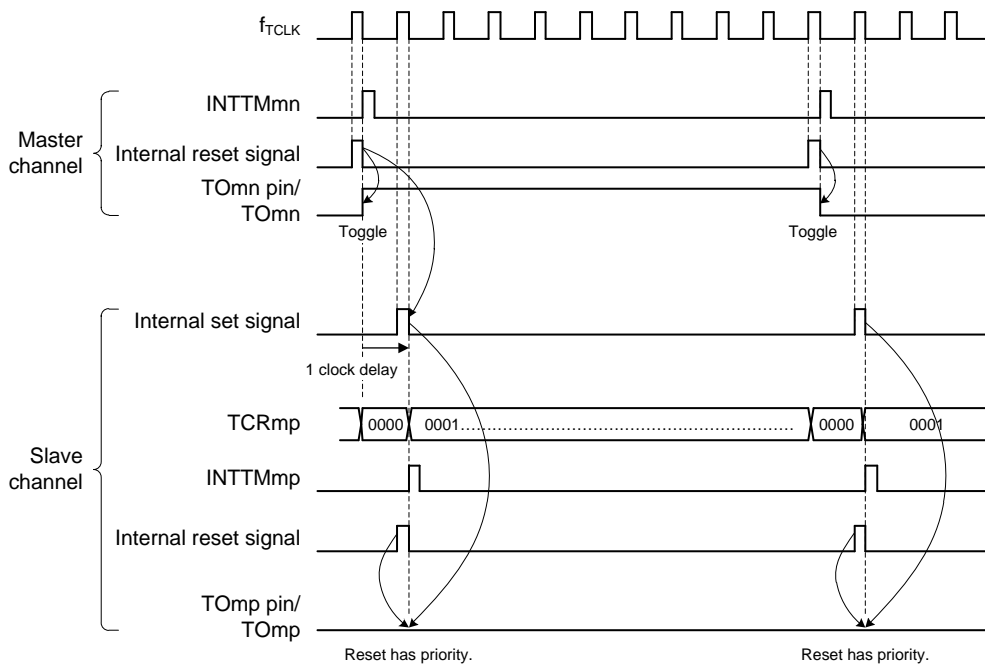 fTCLK
INTTMmn
Master
channel
Internal reset signal
TOmn pin/
TOmn
Toggle
Toggle
Internal set signal
1 clock delay
TCRmp
0000
0001
0000
0001
Slave
channel
INTTMmp
Internal reset signal
TOmp pin/
TOmp
Reset has priority.
Reset has priority.